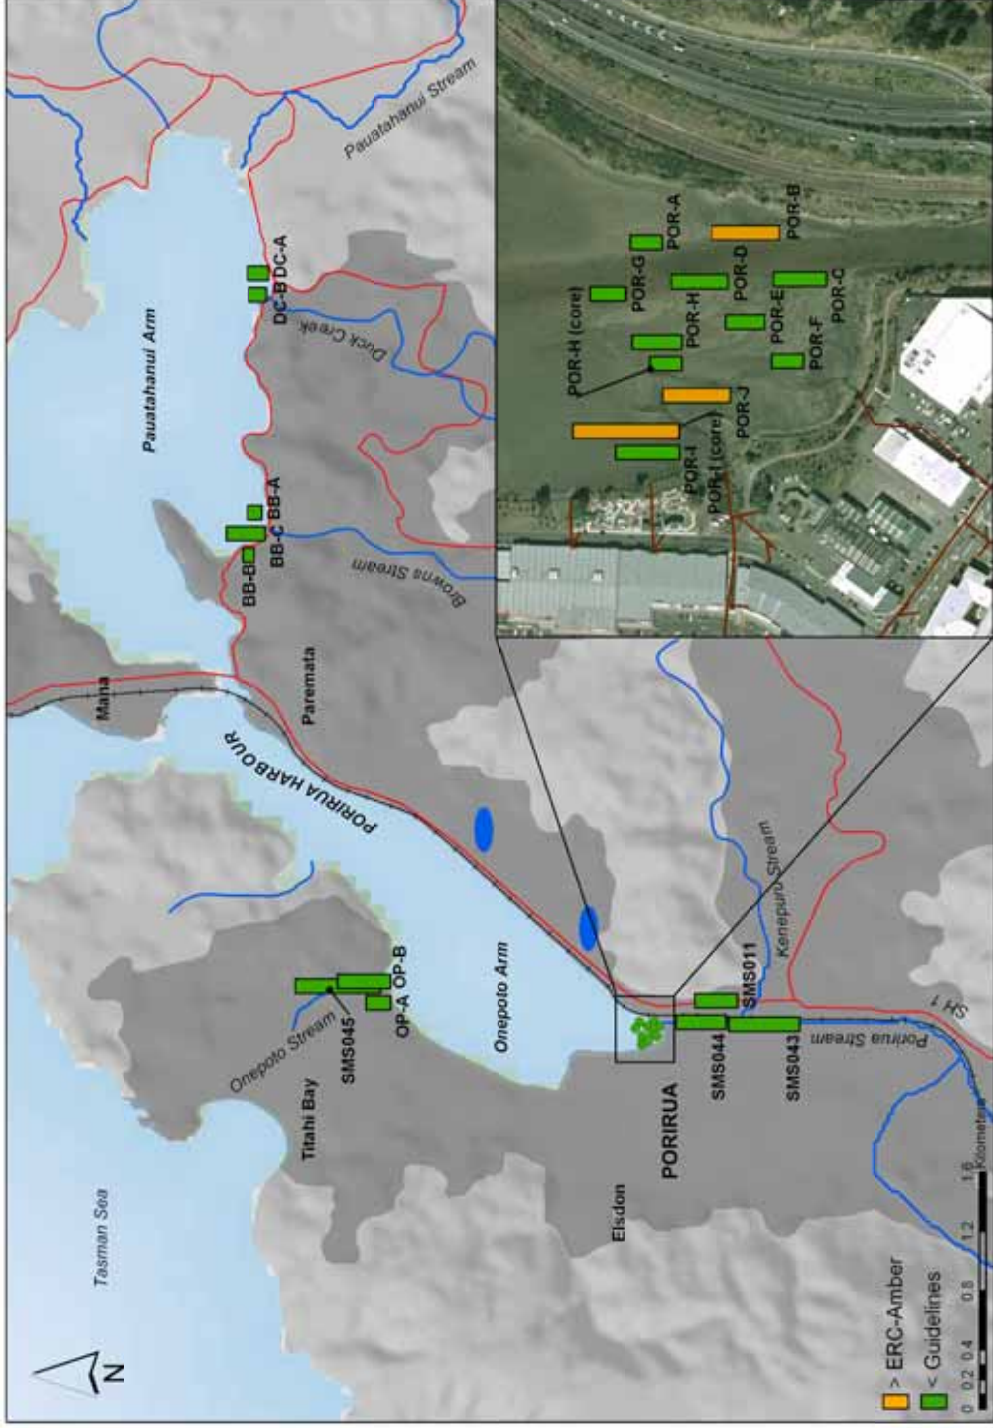 N
Tasman Sea
Titahi Bay
Onepoto Stream
SMS045
OP-A
OP-B
Elsdon
PORIRUA
Onepoto Arm
PORIRUA HARBOUR
Mana
Paremata
Pauatahanui Arm
BB-B
BB-C
BB-A
Browns Stream
DC-B
DC-A
Duck Creek
Pauatahanui Stream
SMS044
SMS011
SMS043
Kenepuru Stream
Porirua Stream
SH 1
POR-H (core)
POR-G
POR-A
POR-H
POR-D
POR-B
POR-E
POR-C
POR-F
POR-J
POR-I
POR-I (core)
> ERC-Amber
< Guidelines
0 0.2 0.4 0.8 1.2 1.6
Kilometers